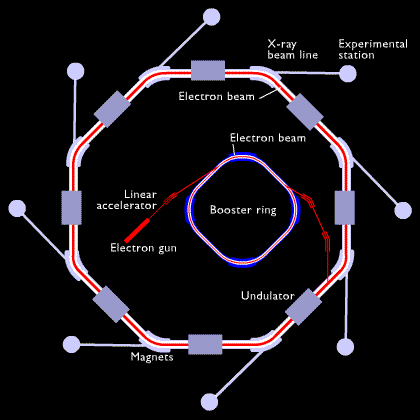 X-ray
beam line
Experimental
station
Electron beam
Electron beam
Linear
accelerator
Booster ring
Electron gun
Undulator
Magnets